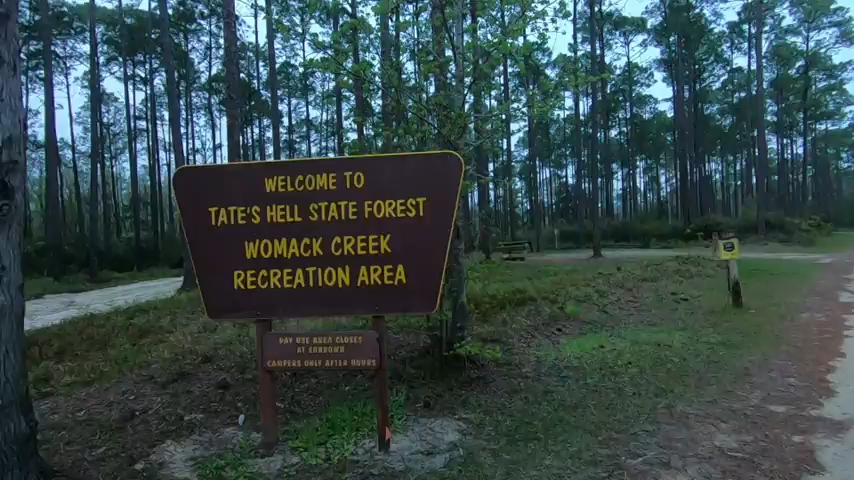 WELCOME TO
TATE'S HELL STATE FOREST
WOMACK CREEK
RECREATION AREA
DAY USE AREA CLOSES
AT SUNDOWN
CAMPERS ONLY AFTER HOURS